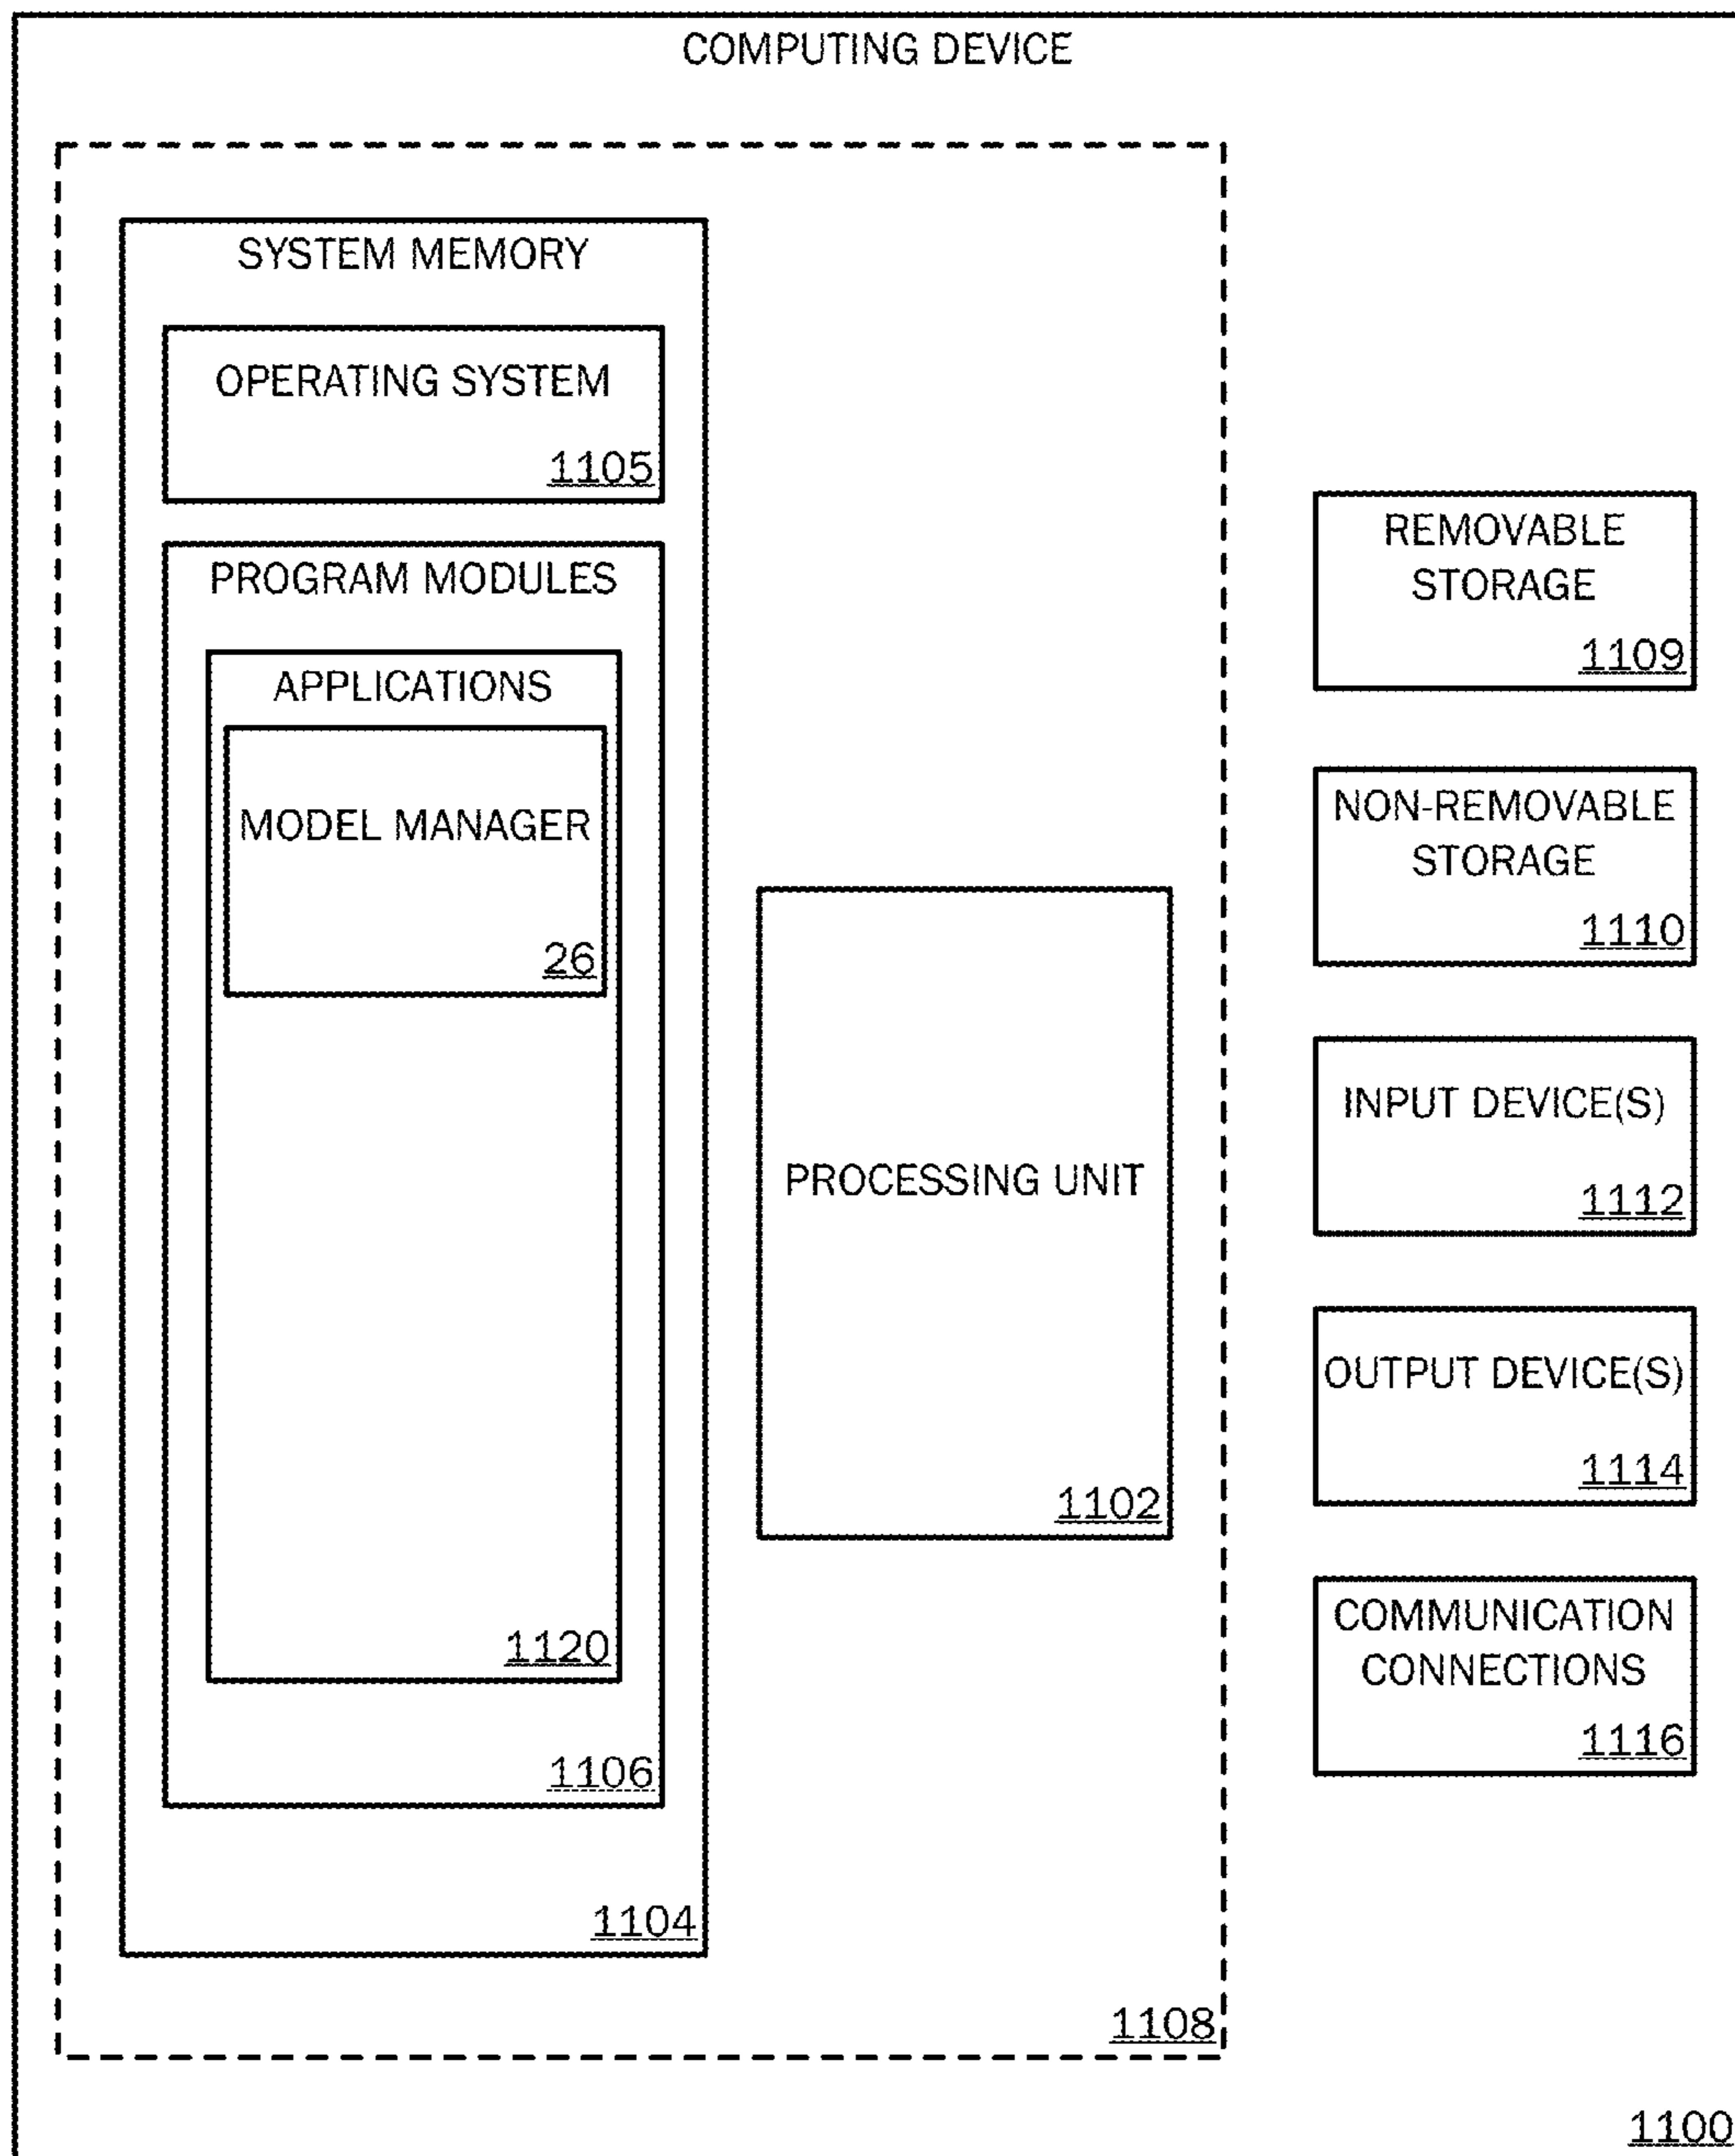 COMPUTING DEVICE
SYSTEM MEMORY
OPERATING SYSTEM
1105
PROGRAM MODULES
APPLICATIONS
MODEL MANAGER
26
1120
1106
1104
PROCESSING UNIT
1102
1108
REMOVABLE
STORAGE
1109
NON-REMOVABLE
STORAGE
1110
INPUT DEVICE(S)
1112
OUTPUT DEVICE(S)
1114
COMMUNICATION
CONNECTIONS
1116
1100